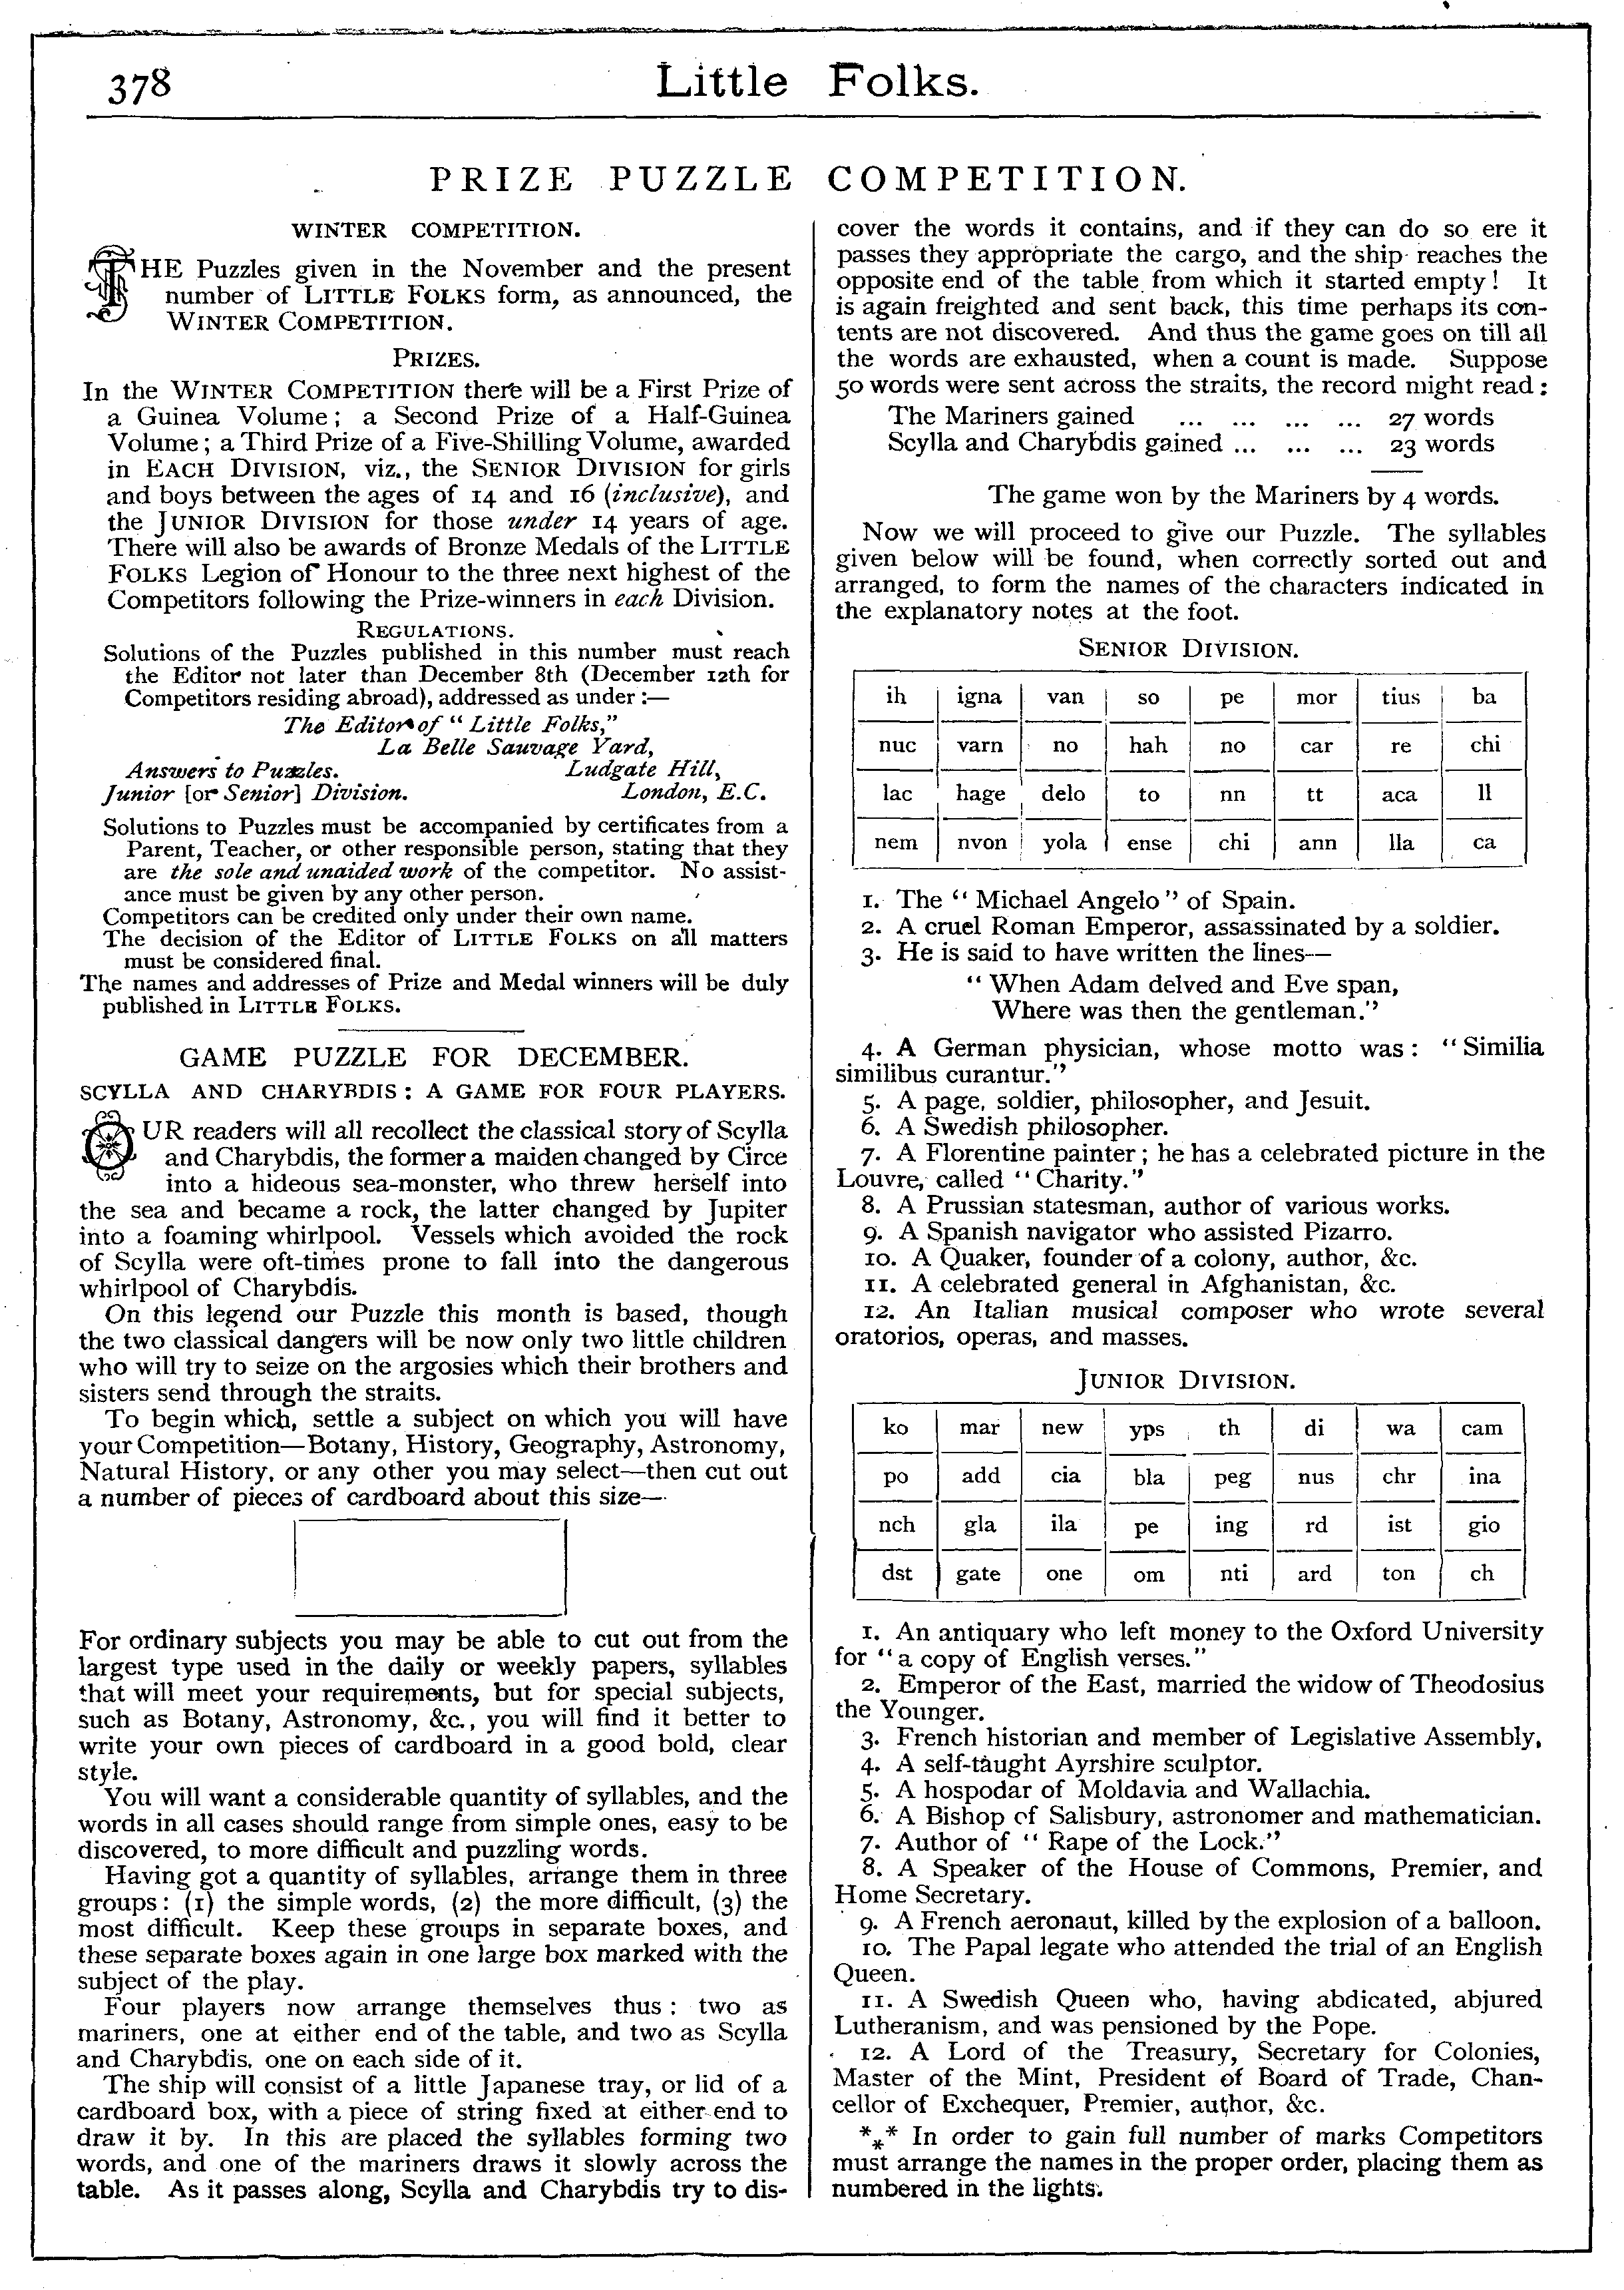 378
Little Folks.
PRIZE PUZZLE COMPETITION.
WINTER COMPETITION.
THE Puzzles given in the November and the present
number of LITTLE FOLKS form, as announced, the
WINTER COMPETITION.
PRIZES.
In the WINTER COMPETITION there will be a First Prize of
a Guinea Volume; a Second Prize of a Half-Guinea
Volume; a Third Prize of a Five-Shilling Volume, awarded
in EACH DIVISION, viz., the SENIOR DIVISION for girls
and boys between the ages of 14 and 16 (inclusive), and
the JUNIOR DIVISION for those under 14 years of age.
There will also be awards of Bronze Medals of the LITTLE
FOLKS Legion of Honour to the three next highest of the
Competitors following the Prize-winners in each Division.
REGULATIONS.
Solutions of the Puzzles published in this number must reach
the Editor not later than December 8th (December 12th for
Competitors residing abroad), addressed as under:—
The Editor of "Little Folks,"
La Belle Sauvage Yard,
Answers to Puzzles. Ludgate Hill,
Junior [or Senior] Division. London, E.C.
Solutions to Puzzles must be accompanied by certificates from a
Parent, Teacher, or other responsible person, stating that they
are the sole and unaided work of the competitor. No assist-
ance must be given by any other person.
Competitors can be credited only under their own name.
The decision of the Editor of LITTLE FOLKS on all matters
must be considered final.
The names and addresses of Prize and Medal winners will be duly
published in LITTLE FOLKS.
GAME PUZZLE FOR DECEMBER.
SCYLLA AND CHARYBDIS: A GAME FOR FOUR PLAYERS.
OUR readers will all recollect the classical story of Scylla
and Charybdis, the former a maiden changed by Circe
into a hideous sea-monster, who threw herself into
the sea and became a rock, the latter changed by Jupiter
into a foaming whirlpool. Vessels which avoided the rock
of Scylla were oft-times prone to fall into the dangerous
whirlpool of Charybdis.
On this legend our Puzzle this month is based, though
the two classical dangers will be now only two little children
who will try to seize on the argosies which their brothers and
sisters send through the straits.
To begin which, settle a subject on which you will have
your Competition—Botany, History, Geography, Astronomy,
Natural History, or any other you may select—then cut out
a number of pieces of cardboard about this size—
For ordinary subjects you may be able to cut out from the
largest type used in the daily or weekly papers, syllables
that will meet your requirements, but for special subjects,
such as Botany, Astronomy, &c., you will find it better to
write your own pieces of cardboard in a good bold, clear
style.
You will want a considerable quantity of syllables, and the
words in all cases should range from simple ones, easy to be
discovered, to more difficult and puzzling words.
Having got a quantity of syllables, arrange them in three
groups: (1) the simple words, (2) the more difficult, (3) the
most difficult. Keep these groups in separate boxes, and
these separate boxes again in one large box marked with the
subject of the play.
Four players now arrange themselves thus: two as
mariners, one at either end of the table, and two as Scylla
and Charybdis, one on each side of it.
The ship will consist of a little Japanese tray, or lid of a
cardboard box, with a piece of string fixed at either end to
draw it by. In this are placed the syllables forming two
words, and one of the mariners draws it slowly across the
table. As it passes along, Scylla and Charybdis try to dis-
cover the words it contains, and if they can do so ere it
passes they appropriate the cargo, and the ship reaches the
opposite end of the table from which it started empty! It
is again freighted and sent back, this time perhaps its con-
tents are not discovered. And thus the game goes on till all
the words are exhausted, when a count is made. Suppose
50 words were sent across the straits, the record might read:
The Mariners gained ... ... ... ... 27 words
Scylla and Charybdis gained ... ... ... 23 words
The game won by the Mariners by 4 words.
Now we will proceed to give our Puzzle. The syllables
given below will be found, when correctly sorted out and
arranged, to form the names of the characters indicated in
the explanatory notes at the foot.
SENIOR DIVISION.
ih igna van so pe mor tius ba
nuc varn no hah no car re chi
lac hage delo to nn tt aca ll
nem nvon yola ense chi ann lla ca
1. The "Michael Angelo" of Spain.
2. A cruel Roman Emperor, assassinated by a soldier.
3. He is said to have written the lines—
"When Adam delved and Eve span,
Where was then the gentleman."
4. A German physician, whose motto was: "Similia
similibus curantur."
5. A page, soldier, philosopher, and Jesuit.
6. A Swedish philosopher.
7. A Florentine painter; he has a celebrated picture in the
Louvre, called "Charity."
8. A Prussian statesman, author of various works.
9. A Spanish navigator who assisted Pizarro.
10. A Quaker, founder of a colony, author, &c.
11. A celebrated general in Afghanistan, &c.
12. An Italian musical composer who wrote several
oratorios, operas, and masses.
JUNIOR DIVISION.
ko mar new yps th di wa cam
po add cia bla peg nus chr ina
nch gla ila pe ing rd ist gio
dst gate one om nti ard ton ch
1. An antiquary who left money to the Oxford University
for "a copy of English verses."
2. Emperor of the East, married the widow of Theodosius
the Younger.
3. French historian and member of Legislative Assembly,
4. A self-taught Ayrshire sculptor.
5. A hospodar of Moldavia and Wallachia.
6. A Bishop of Salisbury, astronomer and mathematician.
7. Author of "Rape of the Lock."
8. A Speaker of the House of Commons, Premier, and
Home Secretary.
9. A French aeronaut, killed by the explosion of a balloon.
10. The Papal legate who attended the trial of an English
Queen.
11. A Swedish Queen who, having abdicated, abjured
Lutheranism, and was pensioned by the Pope.
12. A Lord of the Treasury, Secretary for Colonies,
Master of the Mint, President of Board of Trade, Chan-
cellor of Exchequer, Premier, author, &c.
*** In order to gain full number of marks Competitors
must arrange the names in the proper order, placing them as
numbered in the lights.